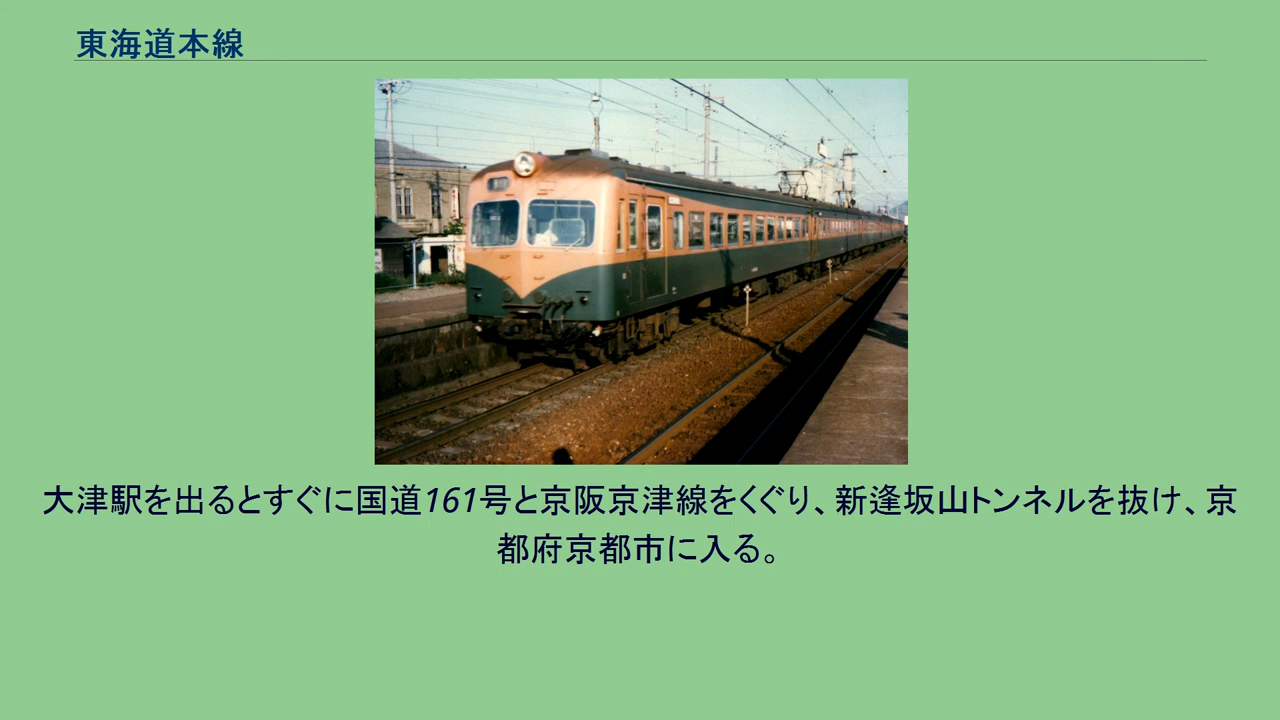 東海道本線
大津駅を出るとすぐに国道161号と京阪京津線をくぐり、新逢坂山トンネルを抜け、京
都府京都市に入る。